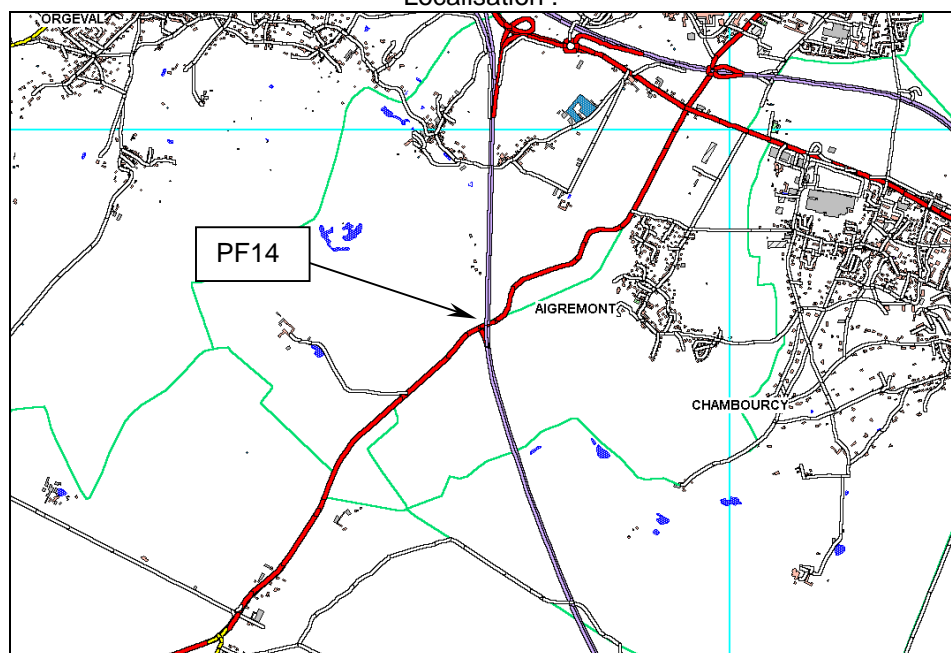 Localisation :
ORGEVAL
PF14
AIGREMONT
CHAMBOURCY